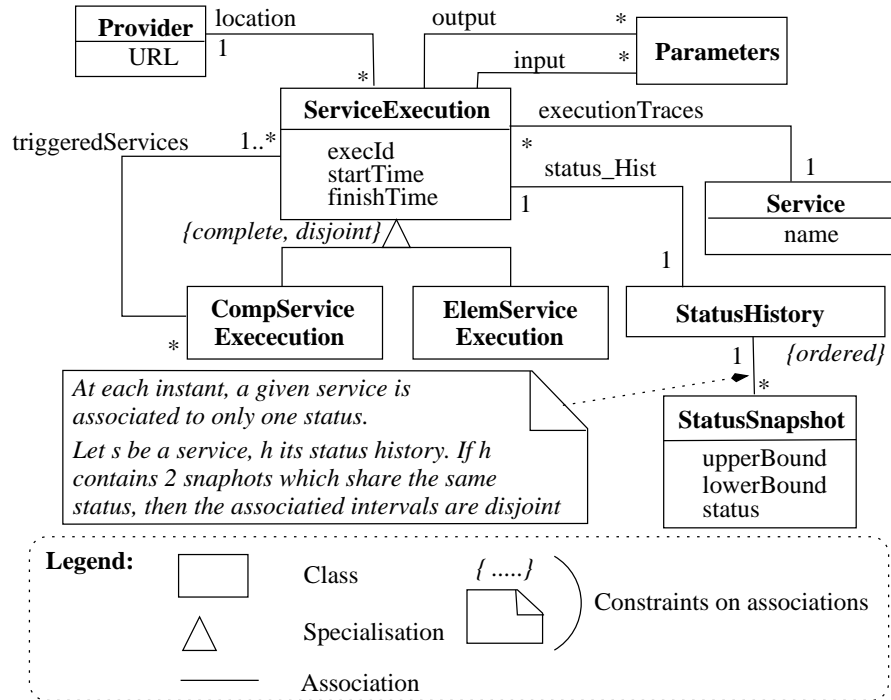 Provider
URL
location
1
*
output
*
input
*
Parameters
ServiceExecution
execId
startTime
finishTime
executionTraces
*
1
status_Hist
1
1
triggeredServices
1..*
*
Service
name
{complete, disjoint}
CompService
Exececution
ElemService
Execution
StatusHistory
1
{ordered}
*
At each instant, a given service is
associated to only one status.
Let s be a service, h its status history. If h
contains 2 snaphots which share the same
status, then the associatied intervals are disjoint
StatusSnapshot
upperBound
lowerBound
status
Legend:
Class
Specialisation
Association
{ .....}
Constraints on associations